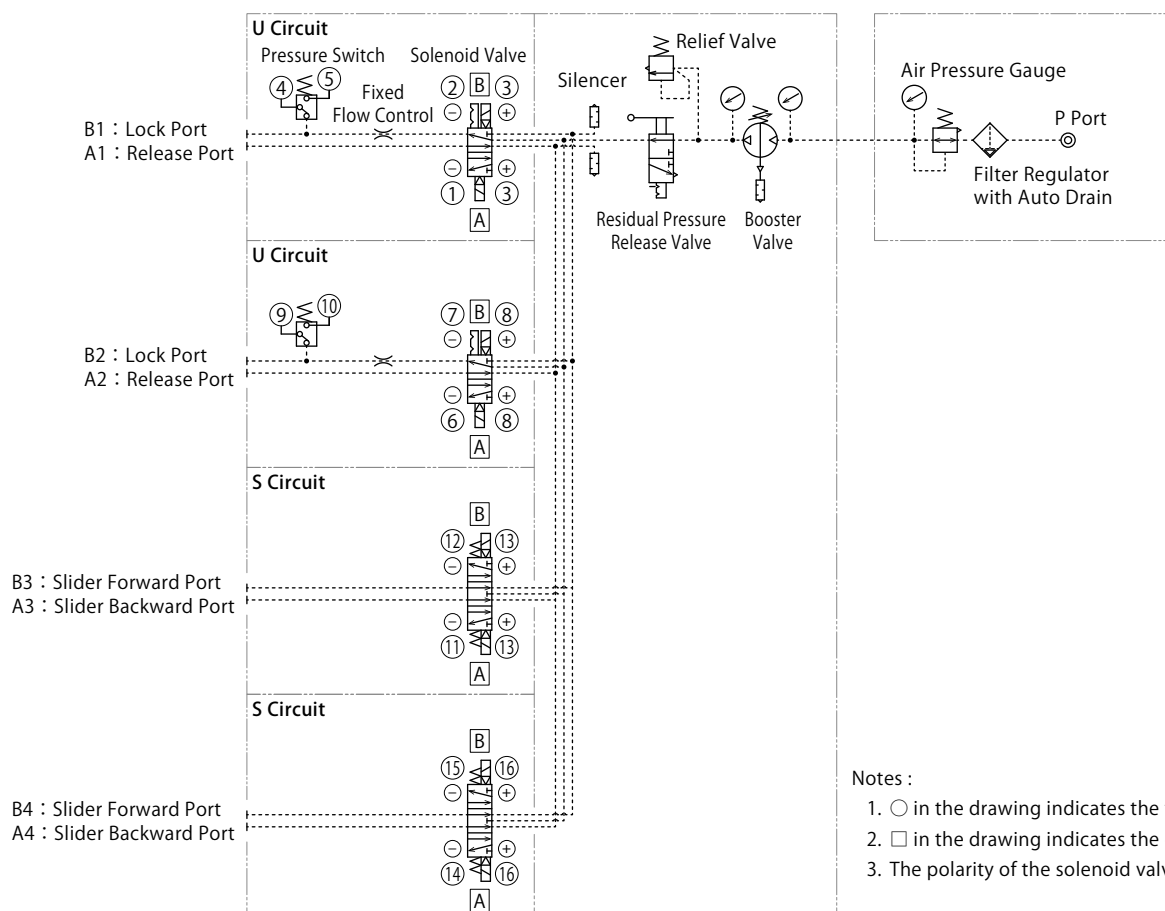 U Circuit
Pressure Switch
Solenoid Valve
④ ⑤
② B ③
Fixed
Flow Control
− +
B1：Lock Port
A1：Release Port
− +
① ③
A
Silencer
Relief Valve
Residual Pressure
Release Valve
Booster
Valve
Air Pressure Gauge
P Port
Filter Regulator
with Auto Drain
U Circuit
⑨ ⑩
⑦ B ⑧
− +
B2：Lock Port
A2：Release Port
− +
⑥ ⑧
A
S Circuit
B
⑫ ⑬
− +
B3：Slider Forward Port
A3：Slider Backward Port
− +
⑪ ⑬
A
S Circuit
B
⑮ ⑯
− +
B4：Slider Forward Port
A4：Slider Backward Port
− +
⑭ ⑯
A
Notes :
1. ○ in the drawing indicates the
2. □ in the drawing indicates the
3. The polarity of the solenoid